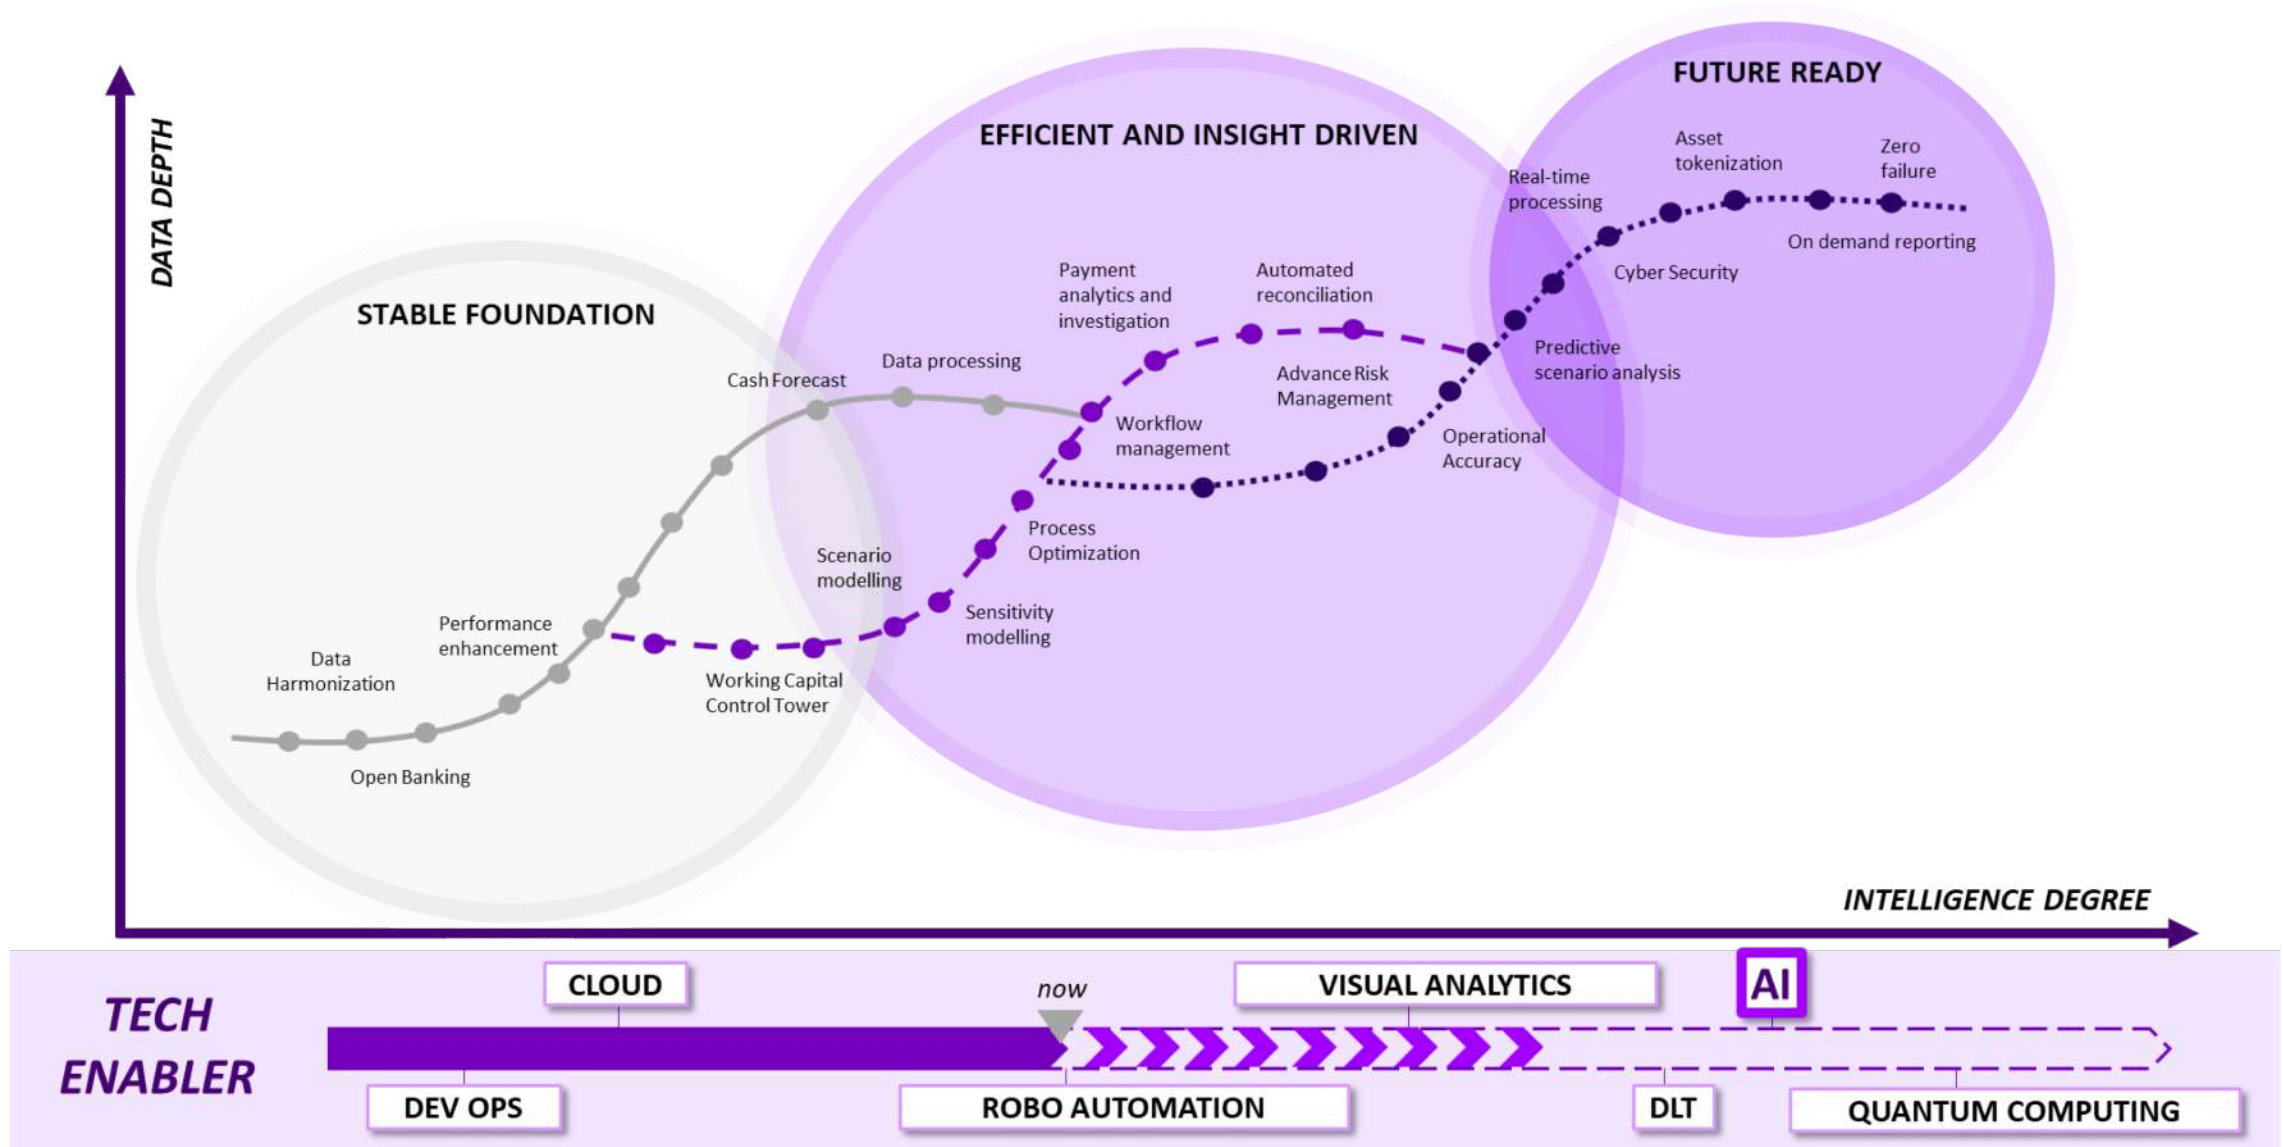 FUTURE READY
EFFICIENT AND INSIGHT DRIVEN
STABLE FOUNDATION
DATA DEPTH
Data
Harmonization
Open Banking
Performance
enhancement
Cash Forecast
Data processing
Working Capital
Control Tower
Scenario
modelling
Sensitivity
modelling
Process
Optimization
Workflow
management
Payment
analytics and
investigation
Automated
reconciliation
Advance Risk
Management
Operational
Accuracy
Predictive
scenario analysis
Real-time
processing
Cyber Security
Asset
tokenization
On demand reporting
Zero
failure
INTELLIGENCE DEGREE
TECH
ENABLER
CLOUD
now
VISUAL ANALYTICS
AI
DEV OPS
ROBO AUTOMATION
DLT
QUANTUM COMPUTING